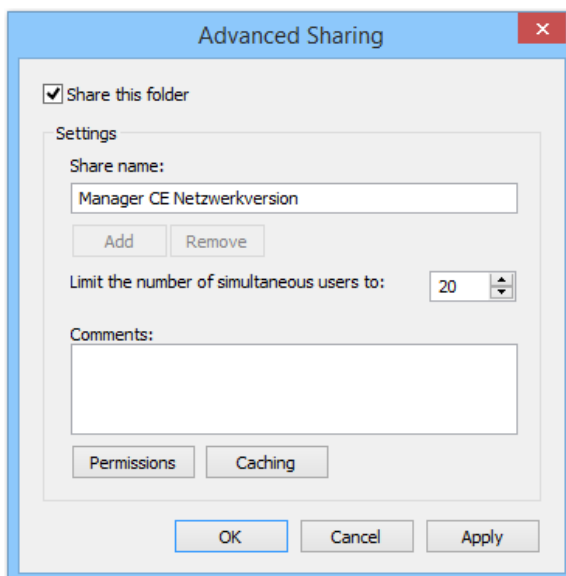 Advanced Sharing
Share this folder
Settings
Share name:
Manager CE Netzwerkversion
Add Remove
Limit the number of simultaneous users to: 20
Comments:
Permissions Caching
OK Cancel Apply